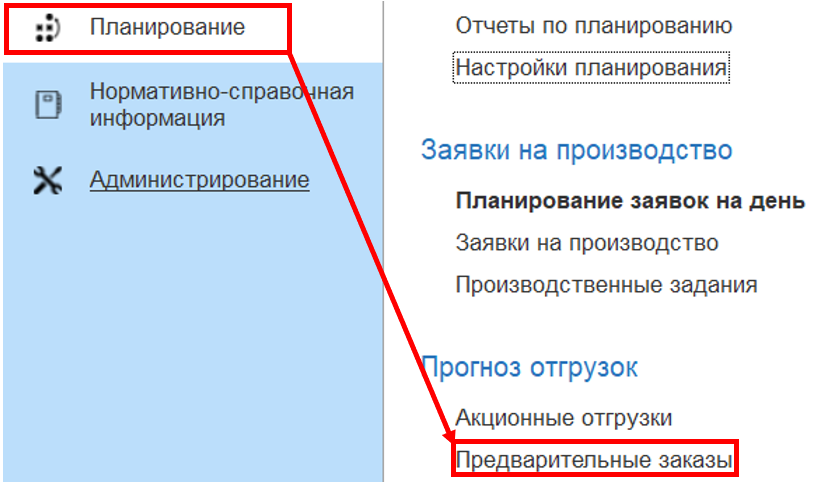 Планирование
Нормативно-справочная
информация
Администрирование
Отчеты по планированию
Настройки планирования
Заявки на производство
Планирование заявок на день
Заявки на производство
Производственные задания
Прогноз отгрузок
Акционные отгрузки
Предварительные заказы